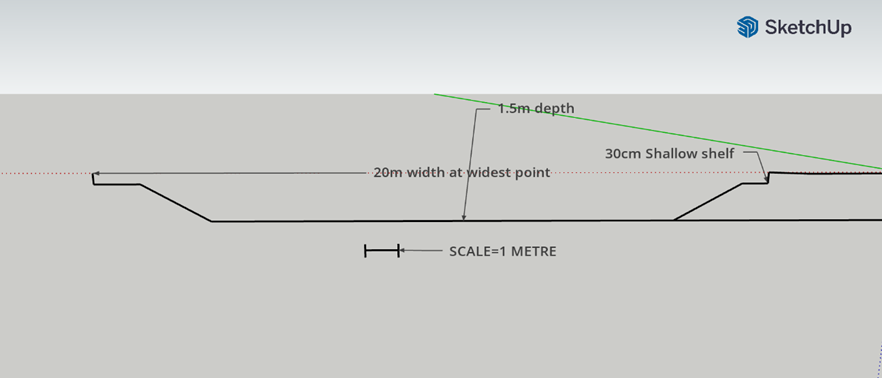 SketchUp
1.5m depth
30cm Shallow shelf
20m width at widest point
SCALE=1 METRE